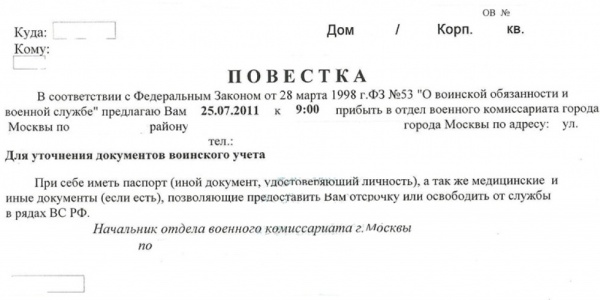 ОВ №
Куда:
Дом / Корп. кв.
Кому:
ПОВЕСТКА
В соответствии с Федеральным Законом от 28 марта 1998 г.ФЗ №53 "О воинской обязанности и
военной службе" предлагаю Вам 25.07.2011 к 9:00 прибыть в отдел военного комиссариата города
Москвы по району города Москвы по адресу: ул.
тел.:
Для уточнения документов воинского учета
При себе иметь паспорт (иной документ, удостоверяющий личность), а так же медицинские и
иные документы (если есть), позволяющие предоставить Вам отсрочку или освободить от службы
в рядах ВС РФ.
Начальник отдела военного комиссариата г.Москвы
по